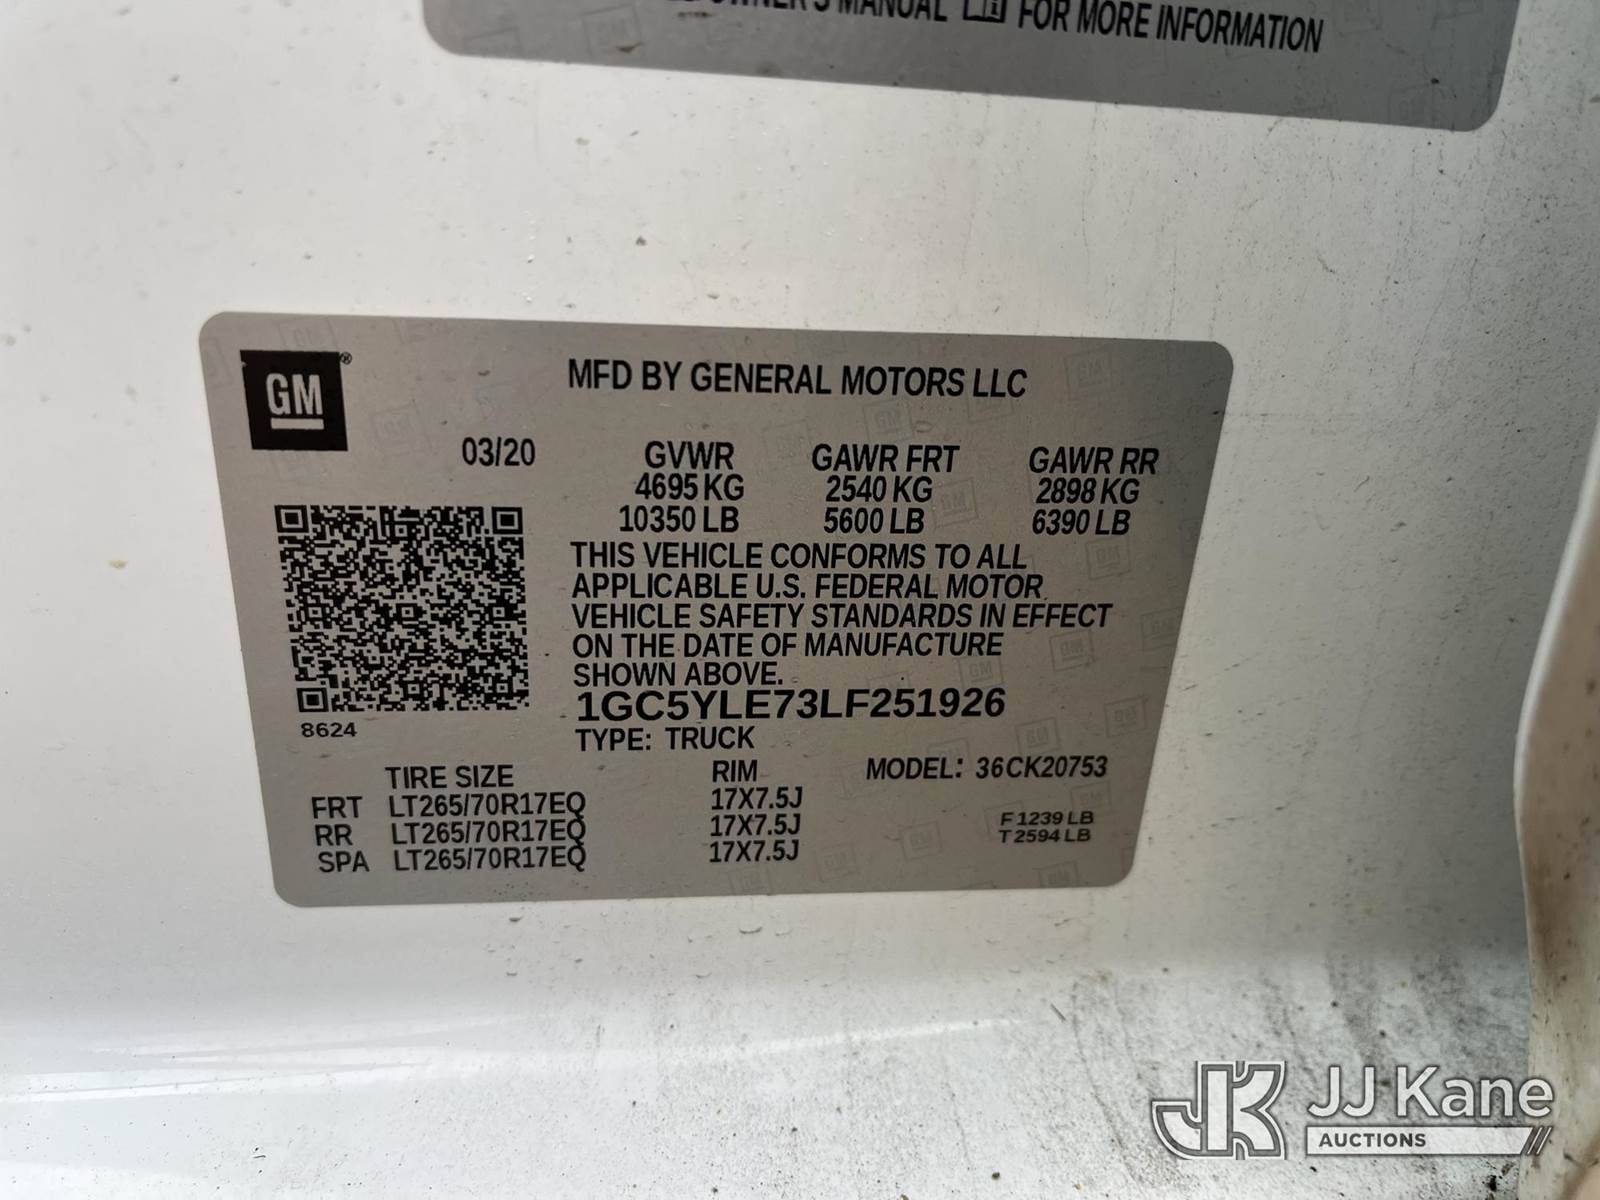 OWNER'S MANUAL FOR MORE INFORMATION
GM®
MFD BY GENERAL MOTORS LLC
03/20 GVWR GAWR FRT GAWR RR
4695 KG 2540 KG 2898 KG
10350 LB 5600 LB 6390 LB
THIS VEHICLE CONFORMS TO ALL
APPLICABLE U.S. FEDERAL MOTOR
VEHICLE SAFETY STANDARDS IN EFFECT
ON THE DATE OF MANUFACTURE
SHOWN ABOVE.
1GC5YLE73LF251926
8624
TYPE: TRUCK
TIRE SIZE RIM MODEL: 36CK20753
FRT LT265/70R17EQ 17X7.5J
RR LT265/70R17EQ 17X7.5J F1239 LB
SPA LT265/70R17EQ 17X7.5J T2594 LB
JK JJ Kane
AUCTIONS